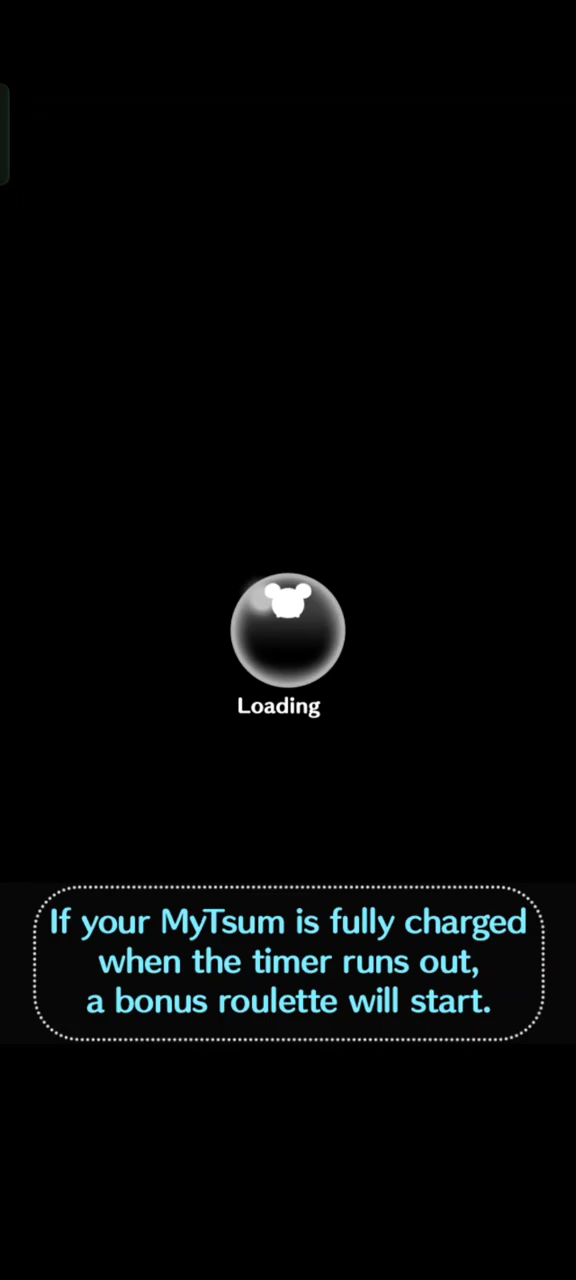 Loading
If your MyTsum is fully charged
when the timer runs out,
a bonus roulette will start.